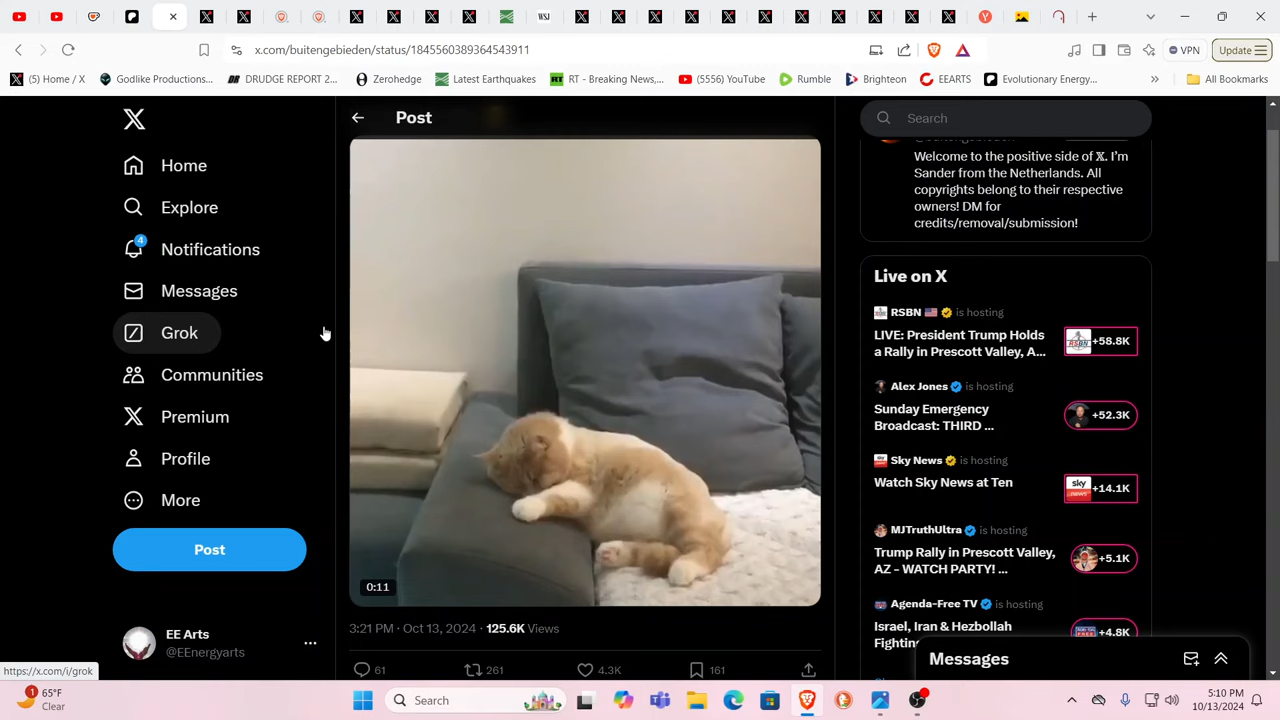 x.com/buitengebieden/status/1845560389364543911
VPN
Update
(5) Home / X
Godlike Productions...
DRUDGE REPORT 2...
Zerohedge
Latest Earthquakes
RT - Breaking News,...
(5556) YouTube
Rumble
Brighteon
EEARTS
Evolutionary Energy...
All Bookmarks
Home
Explore
4
Notifications
Messages
Grok
Communities
Premium
Profile
More
Post
EE Arts
@EEnergyarts
https://x.com/i/grok
Post
0:11
3:21 PM · Oct 13, 2024 · 125.6K Views
61
261
4.3K
161
Search
Welcome to the positive side of X. I'm
Sander from the Netherlands. All
copyrights belong to their respective
owners! DM for
credits/removal/submission!
Live on X
RSBN is hosting
LIVE: President Trump Holds
a Rally in Prescott Valley, A...
+58.8K
Alex Jones is hosting
Sunday Emergency
Broadcast: THIRD ...
+52.3K
Sky News is hosting
Watch Sky News at Ten
+14.1K
MJTruthUltra is hosting
Trump Rally in Prescott Valley,
AZ - WATCH PARTY! ...
+5.1K
Agenda-Free TV is hosting
Israel, Iran & Hezbollah
+4.8K
Messages
1
65°F
Clear
Search
5:10 PM
10/13/2024